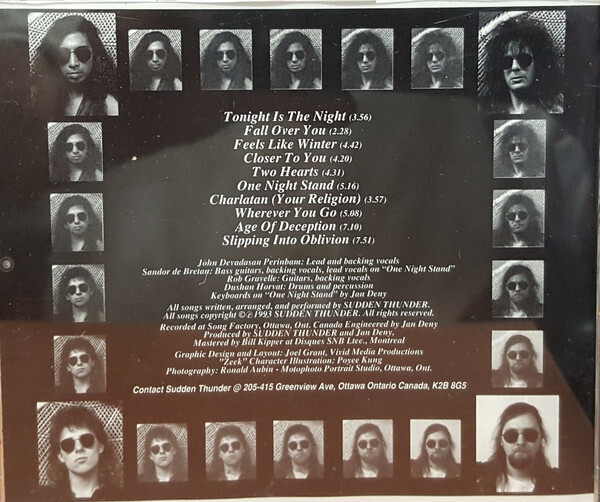 Tonight Is The Night (3.56)
Fall Over You (2.28)
Feels Like Winter (4.42)
Closer To You (4.20)
Two Hearts (4.31)
One Night Stand (5.16)
Charlatan (Your Religion) (3.57)
Wherever You Go (5.08)
Age Of Deception (7.10)
Slipping Into Oblivion (7.51)
John Devadasan Perinbam: Lead and backing vocals
Sandor de Bretan: Bass guitars, backing vocals, lead vocals on "One Night Stand"
Rob Gravelle: Guitars, backing vocals
Dushan Horvat: Drums and percussion
Keyboards on "One Night Stand" by Jan Deny
All songs written, arranged, and performed by SUDDEN THUNDER.
All songs copyright ©℗ 1993 SUDDEN THUNDER. All rights reserved.
Recorded at Song Factory, Ottawa, Ont. Canada Engineered by Jan Deny
Produced by SUDDEN THUNDER and Jan Deny,
Mastered by Bill Kipper at Disques SNB Ltee., Montreal
Graphic Design and Layout: Joel Grant, Vivid Media Productions
"Zeek" Character Illustration: Poyee Kung
Photography: Ronald Aubin - Motophoto Portrait Studio, Ottawa, Ont.
Contact Sudden Thunder @ 205-415 Greenview Ave, Ottawa Ontario Canada, K2B 8G5